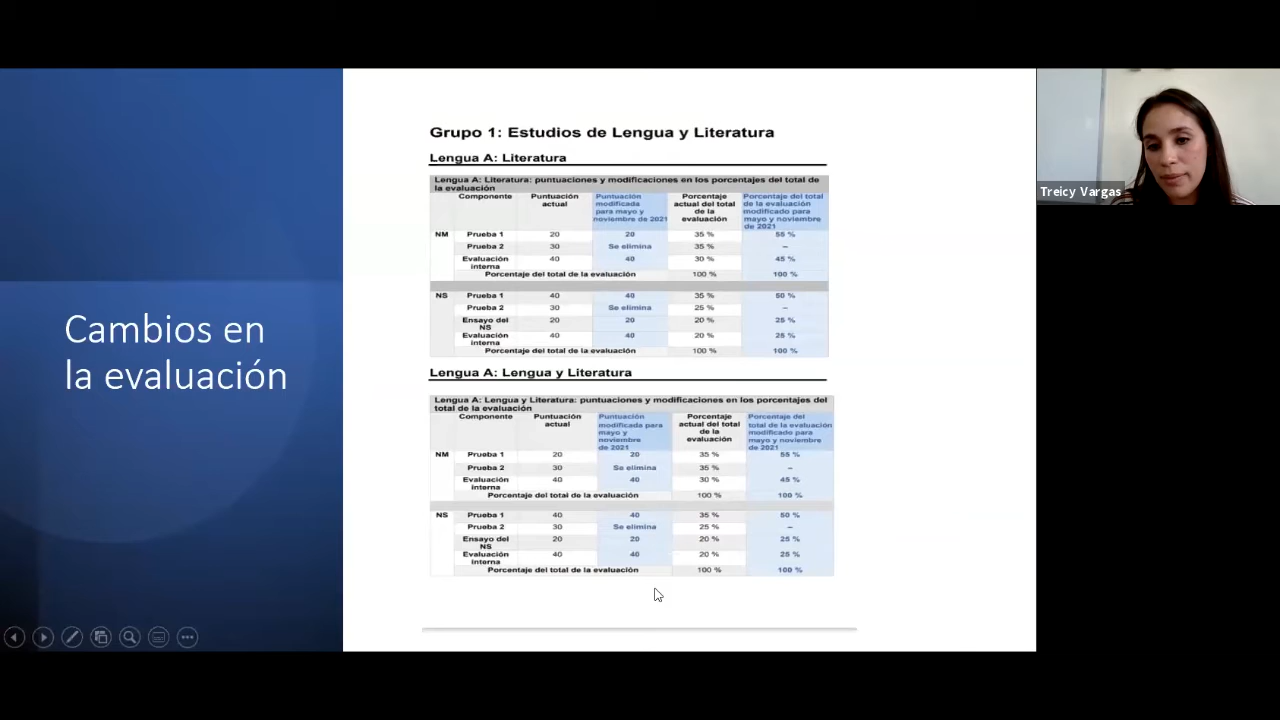 Cambios en
la evaluación
Grupo 1: Estudios de Lengua y Literatura
Lengua A: Literatura
Lengua A: Literatura: puntuaciones y modificaciones en los porcentajes del total de
la evaluación
Componente Puntuación actual Puntuación modificada para mayo y noviembre de 2021 Porcentaje actual del total de la evaluación Porcentaje del total de la evaluación modificado para mayo y noviembre de 2021
NM Prueba 1 20 20 35 % 55 %
Prueba 2 30 Se elimina 35 % –
Evaluación interna 40 40 30 % 45 %
Porcentaje del total de la evaluación 100 % 100 %
NS Prueba 1 40 40 35 % 50 %
Prueba 2 30 Se elimina 25 % –
Ensayo del NS 20 20 20 % 25 %
Evaluación interna 40 40 20 % 25 %
Porcentaje del total de la evaluación 100 % 100 %
Lengua A: Lengua y Literatura
Lengua A: Lengua y Literatura: puntuaciones y modificaciones en los porcentajes del
total de la evaluación
Componente Puntuación actual Puntuación modificada para mayo y noviembre de 2021 Porcentaje actual del total de la evaluación Porcentaje del total de la evaluación modificado para mayo y noviembre de 2021
NM Prueba 1 20 20 35 % 55 %
Prueba 2 30 Se elimina 35 % –
Evaluación interna 40 40 30 % 45 %
Porcentaje del total de la evaluación 100 % 100 %
NS Prueba 1 40 40 35 % 50 %
Prueba 2 30 Se elimina 25 % –
Ensayo del NS 20 20 20 % 25 %
Evaluación interna 40 40 20 % 25 %
Porcentaje del total de la evaluación 100 % 100 %
Treicy Vargas